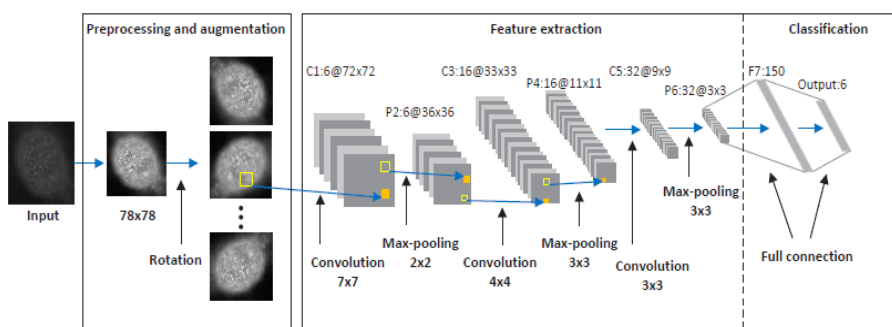 Preprocessing and augmentation
Feature extraction
Classification
Input
78x78
Rotation
C1:6@72x72
P2:6@36x36
C3:16@33x33
P4:16@11x11
C5:32@9x9
P6:32@3x3
F7:150
Output:6
Convolution
7x7
Max-pooling
2x2
Convolution
4x4
Max-pooling
3x3
Convolution
3x3
Max-pooling
3x3
Full connection